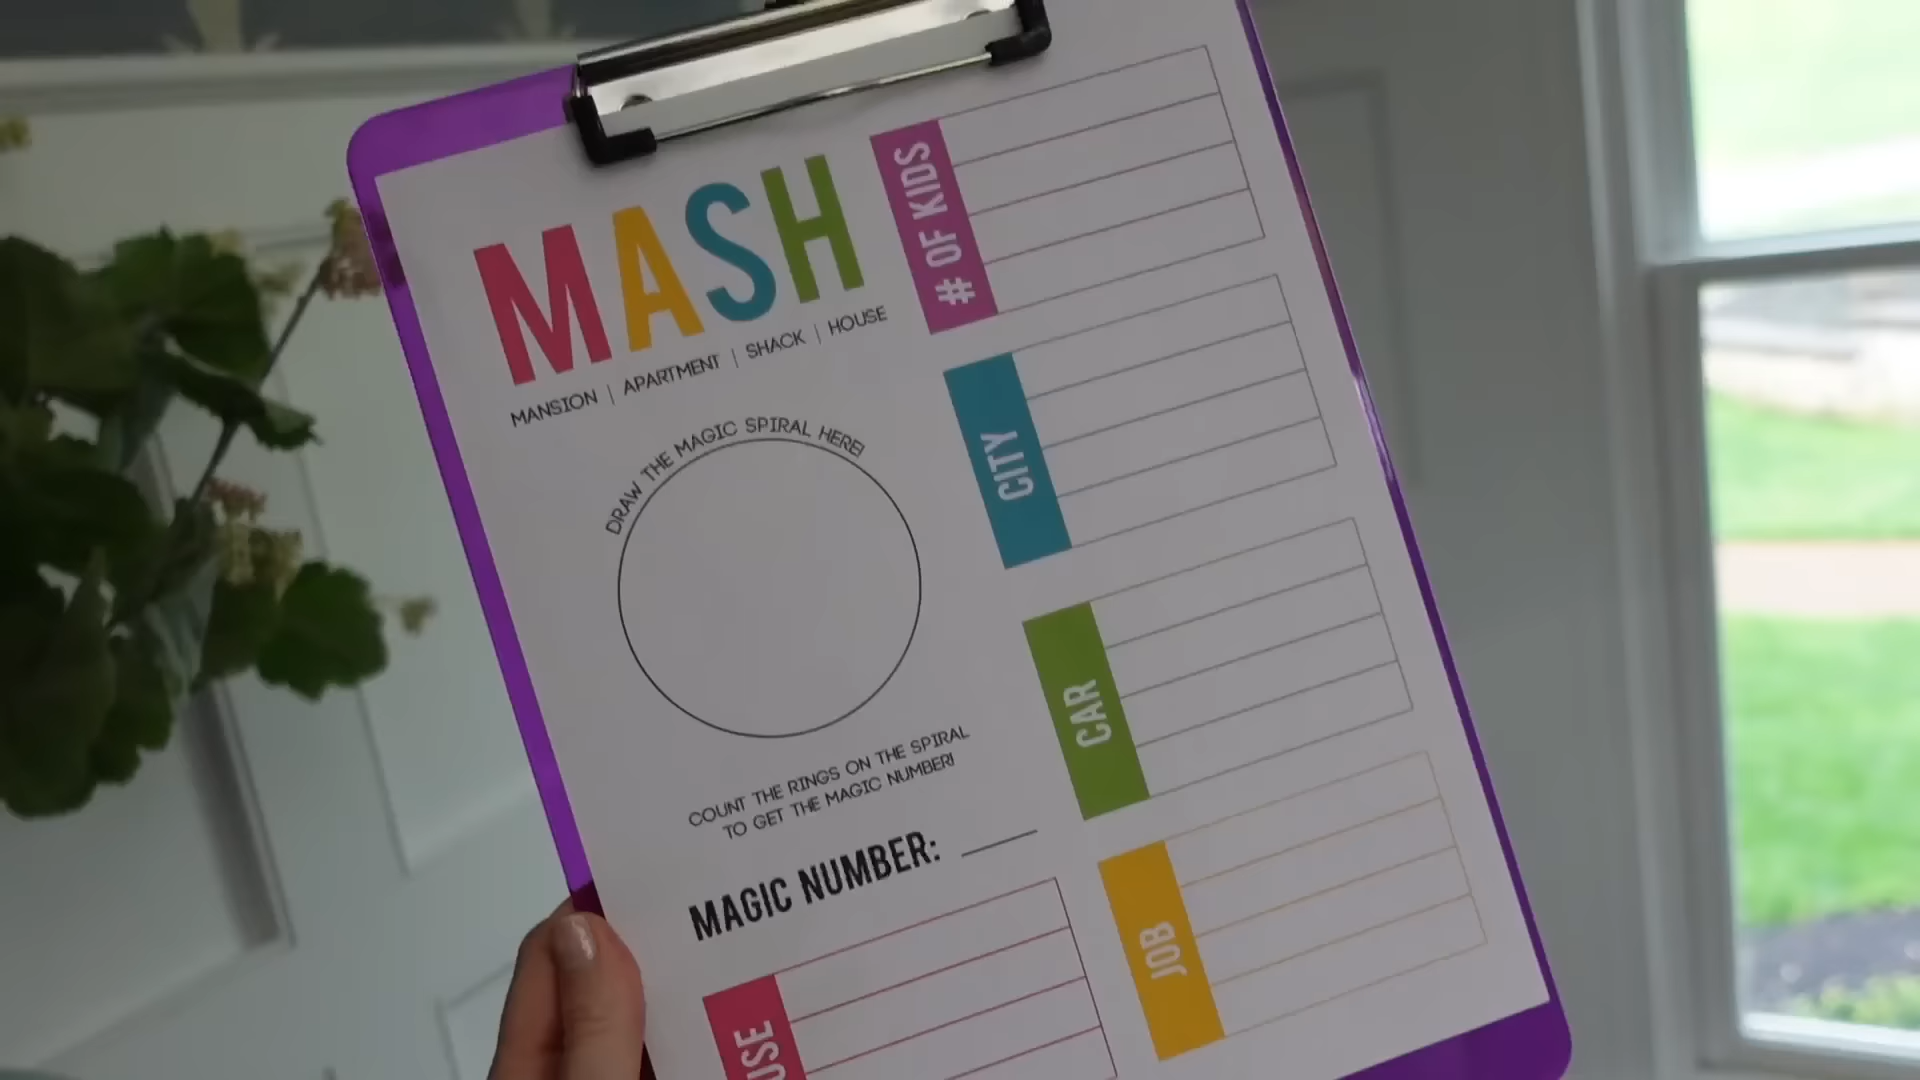 MASH
MANSION | APARTMENT | SHACK | HOUSE
DRAW THE MAGIC SPIRAL HERE!
COUNT THE RINGS ON THE SPIRAL
TO GET THE MAGIC NUMBER!
MAGIC NUMBER:
# OF KIDS
CITY
CAR
JOB
USE